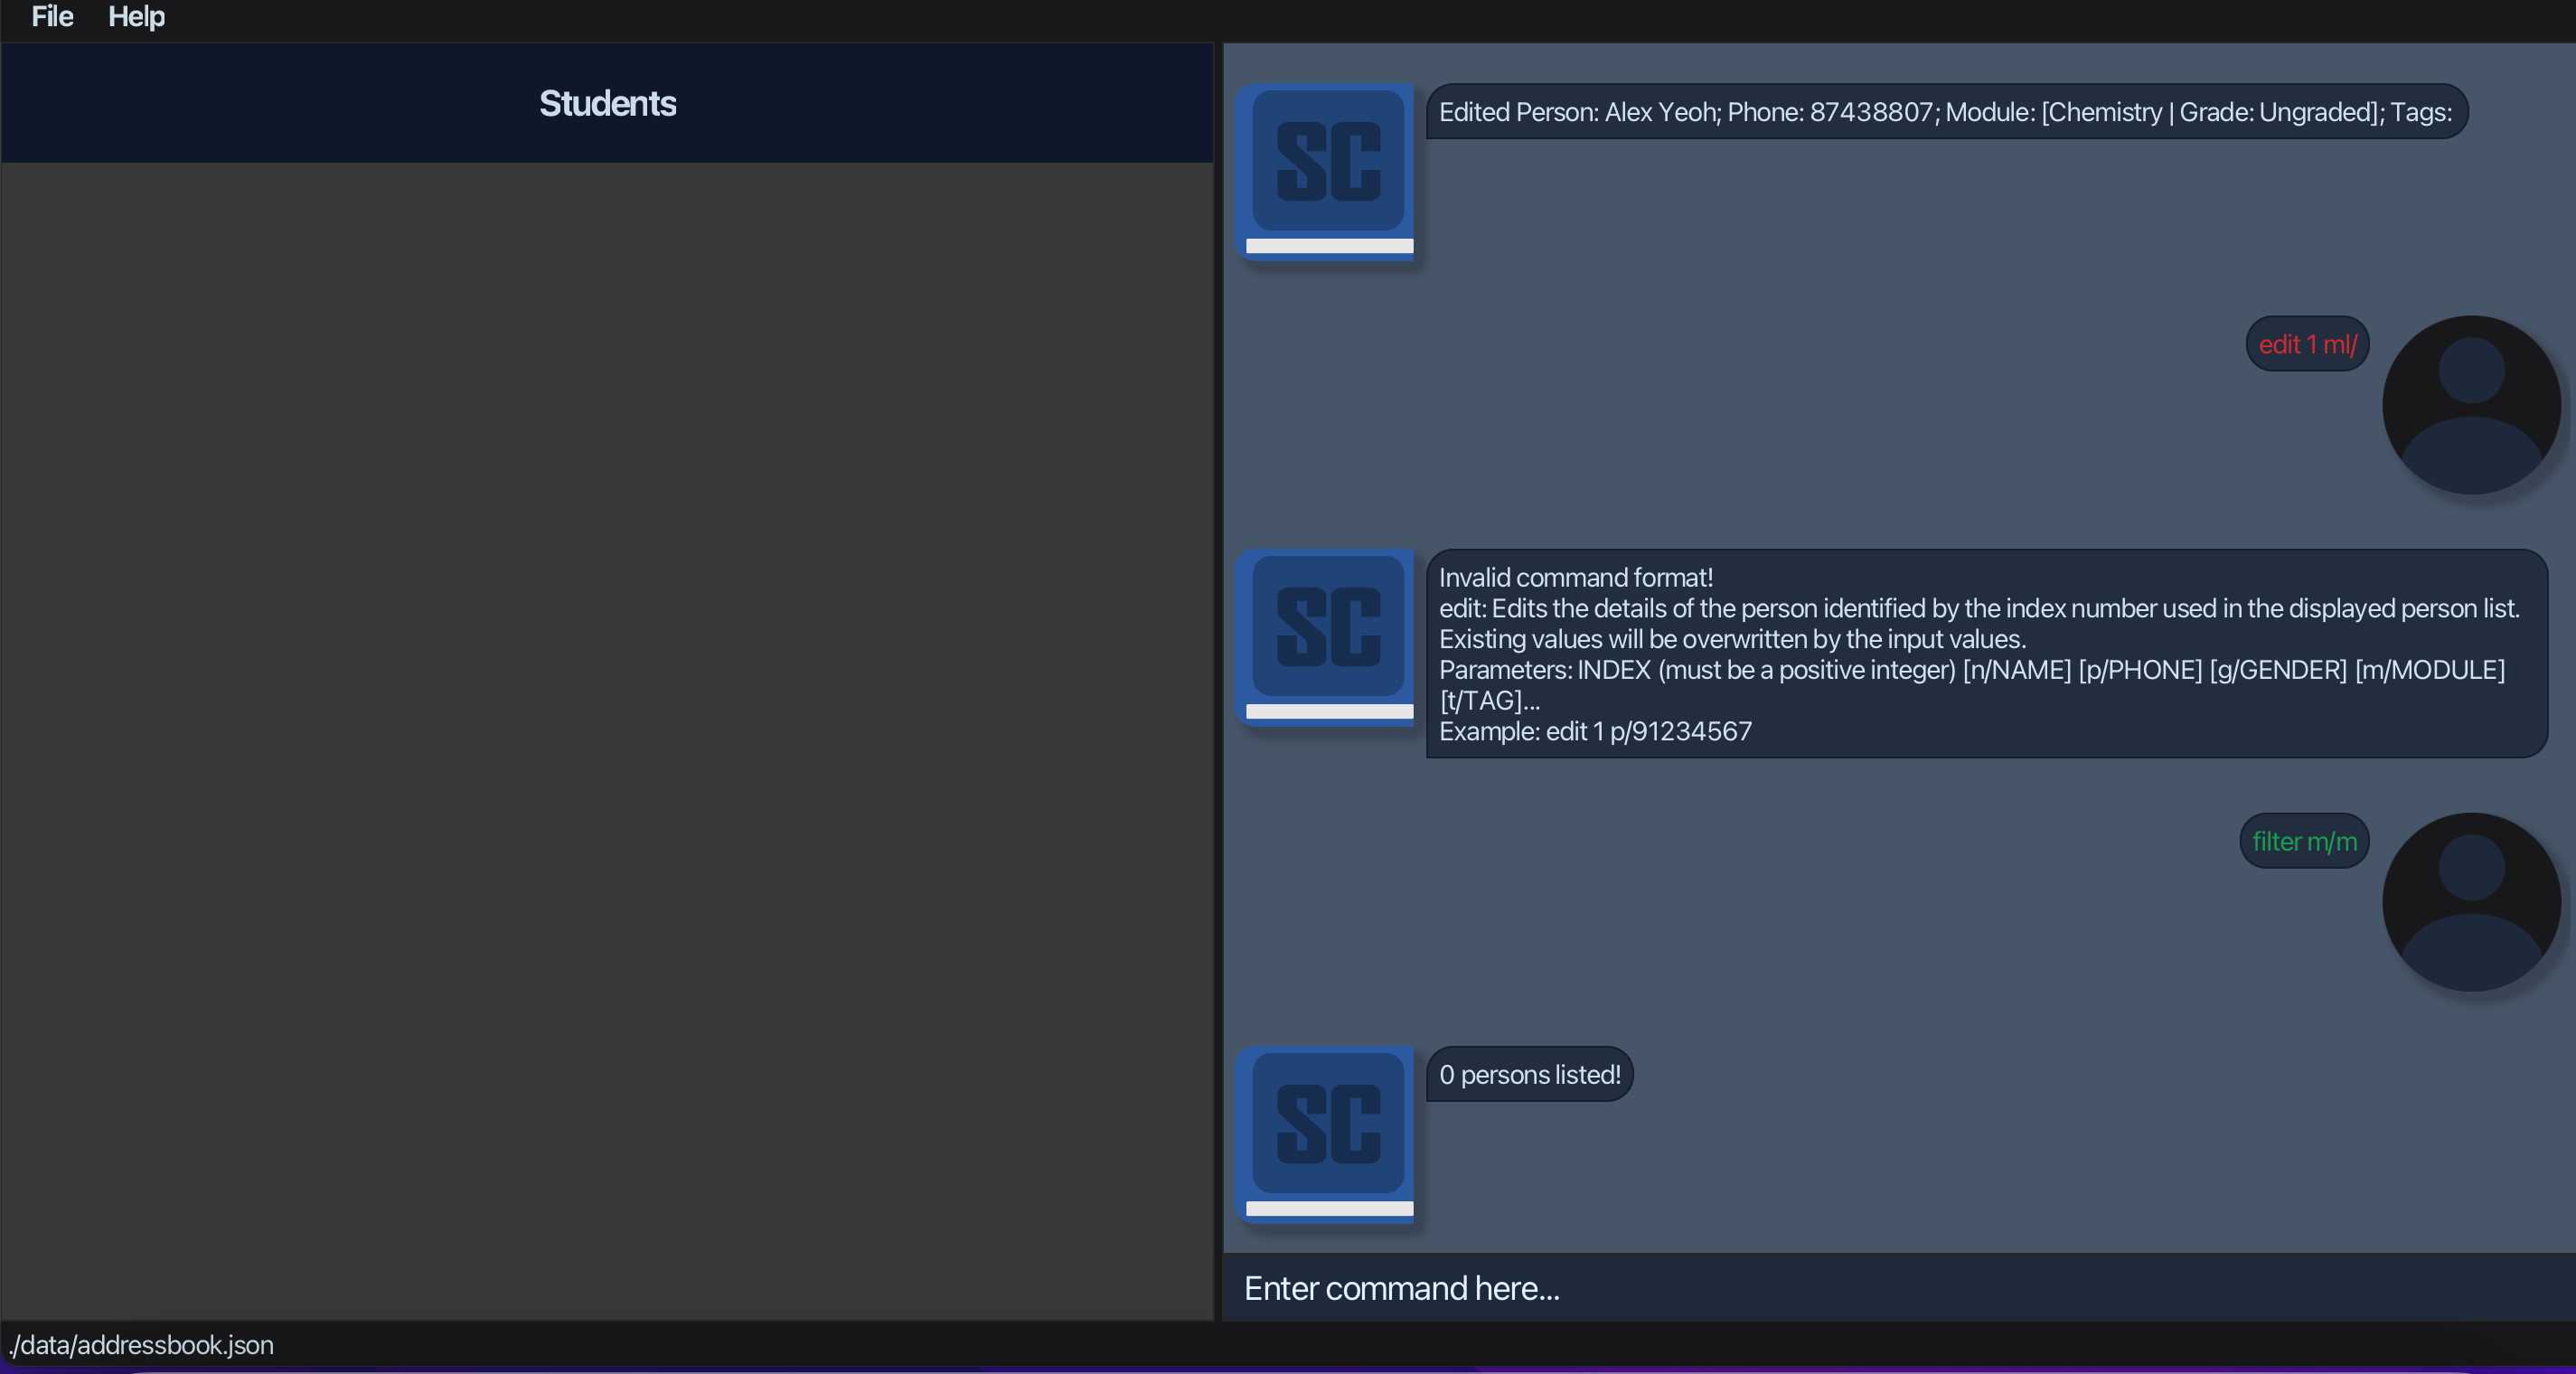 File Help
Students
SC
Edited Person: Alex Yeoh; Phone: 87438807; Module: [Chemistry | Grade: Ungraded]; Tags:
edit 1 ml/
SC
Invalid command format!
edit: Edits the details of the person identified by the index number used in the displayed person list.
Existing values will be overwritten by the input values.
Parameters: INDEX (must be a positive integer) [n/NAME] [p/PHONE] [g/GENDER] [m/MODULE]
[t/TAG]...
Example: edit 1 p/91234567
filter m/m
SC
0 persons listed!
Enter command here...
./data/addressbook.json